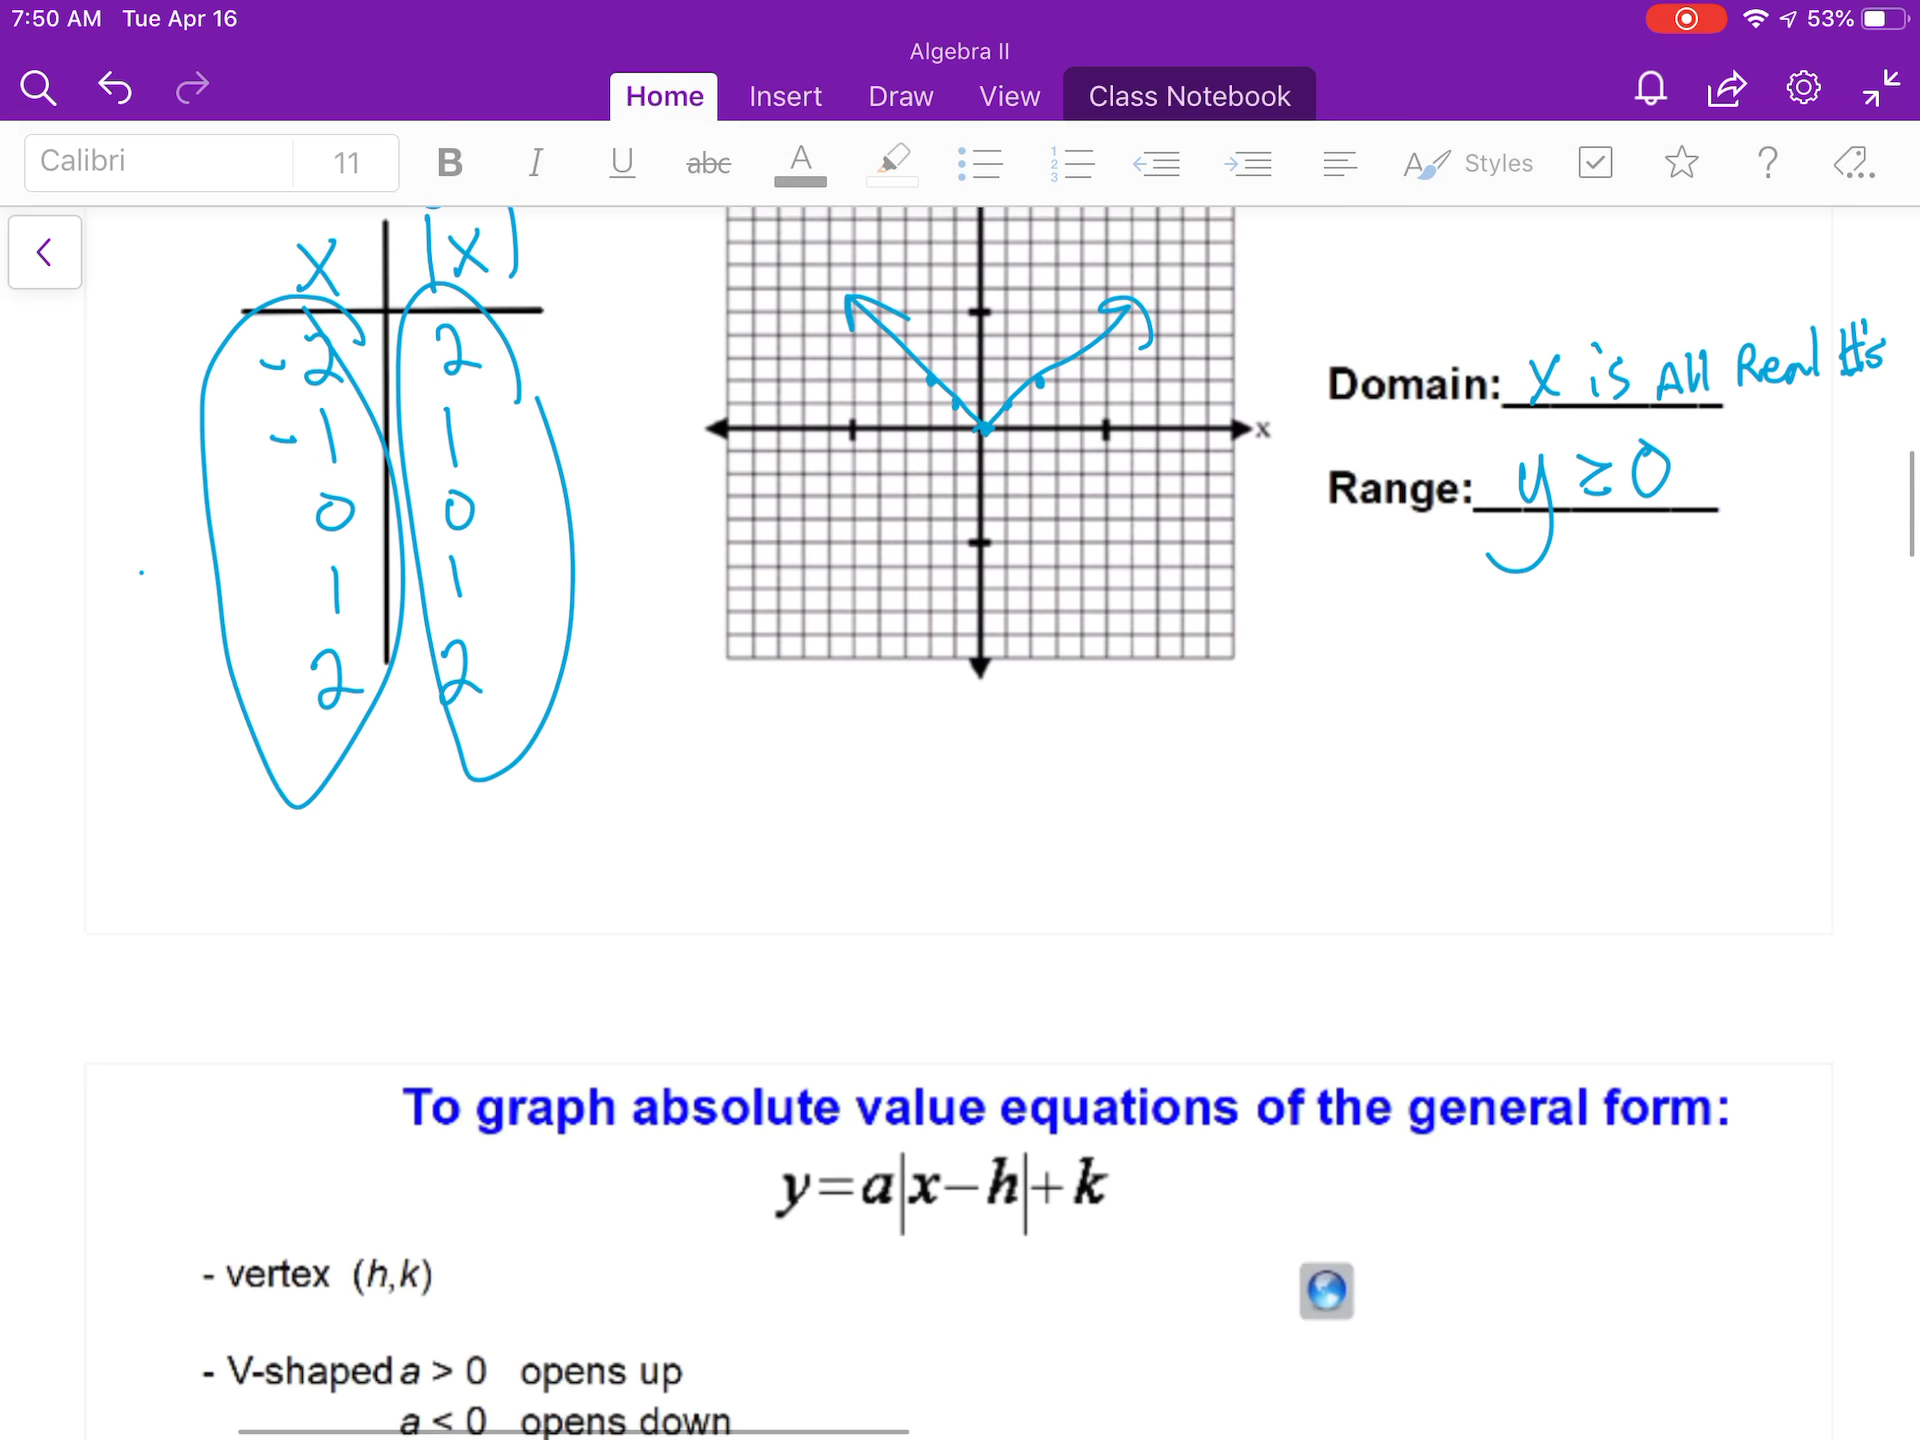 7:50 AM Tue Apr 16 53%
Algebra II
Home Insert Draw View Class Notebook
Calibri 11 B I U abc A Styles
x |x|
-2 2
-1 1
0 0
1 1
2 2
x
Domain: x is All Real #'s
Range: y ≥ 0
To graph absolute value equations of the general form:
y=a|x−h|+k
- vertex (h,k)
- V-shaped a > 0 opens up
a < 0 opens down